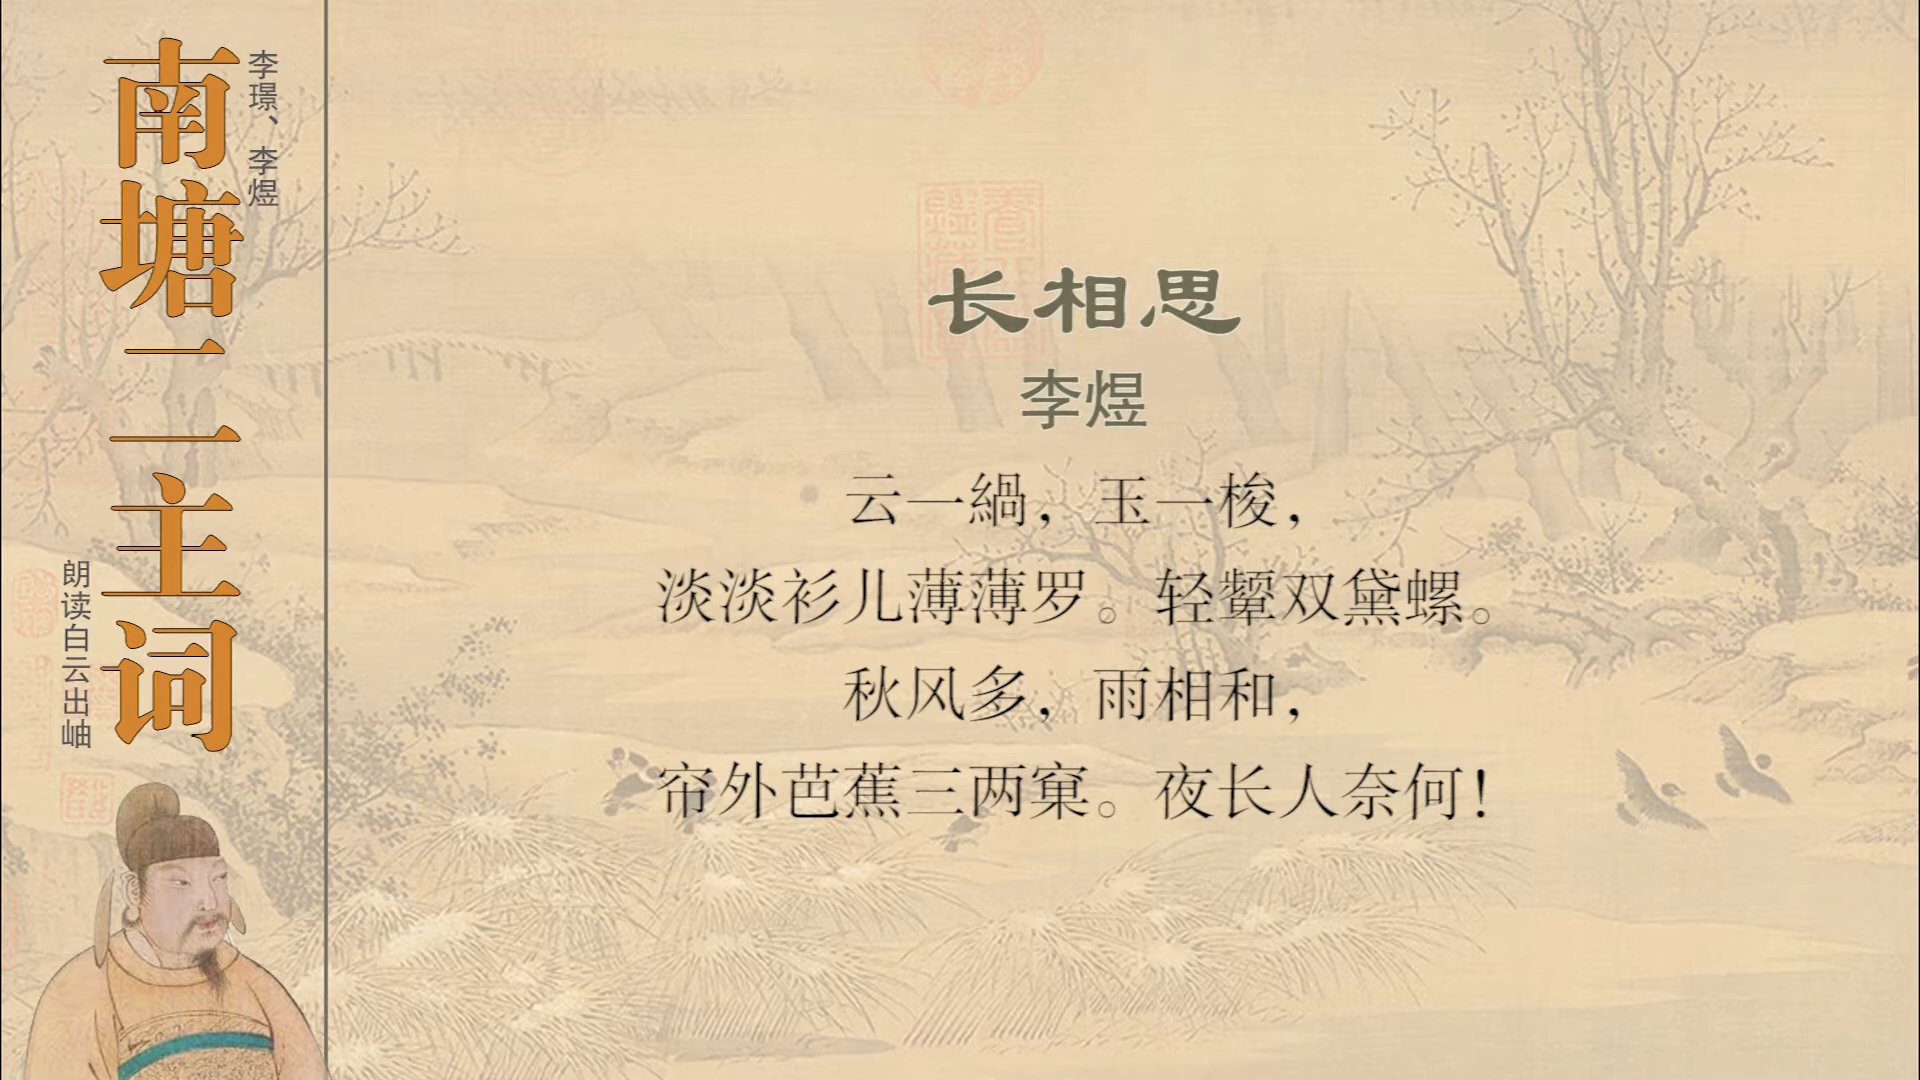 南塘二主词
李璟、李煜
朗读白云出岫
长相思
李煜
云一緺，玉一梭，
淡淡衫儿薄薄罗。轻颦双黛螺。
秋风多，雨相和，
帘外芭蕉三两窠。夜长人奈何！